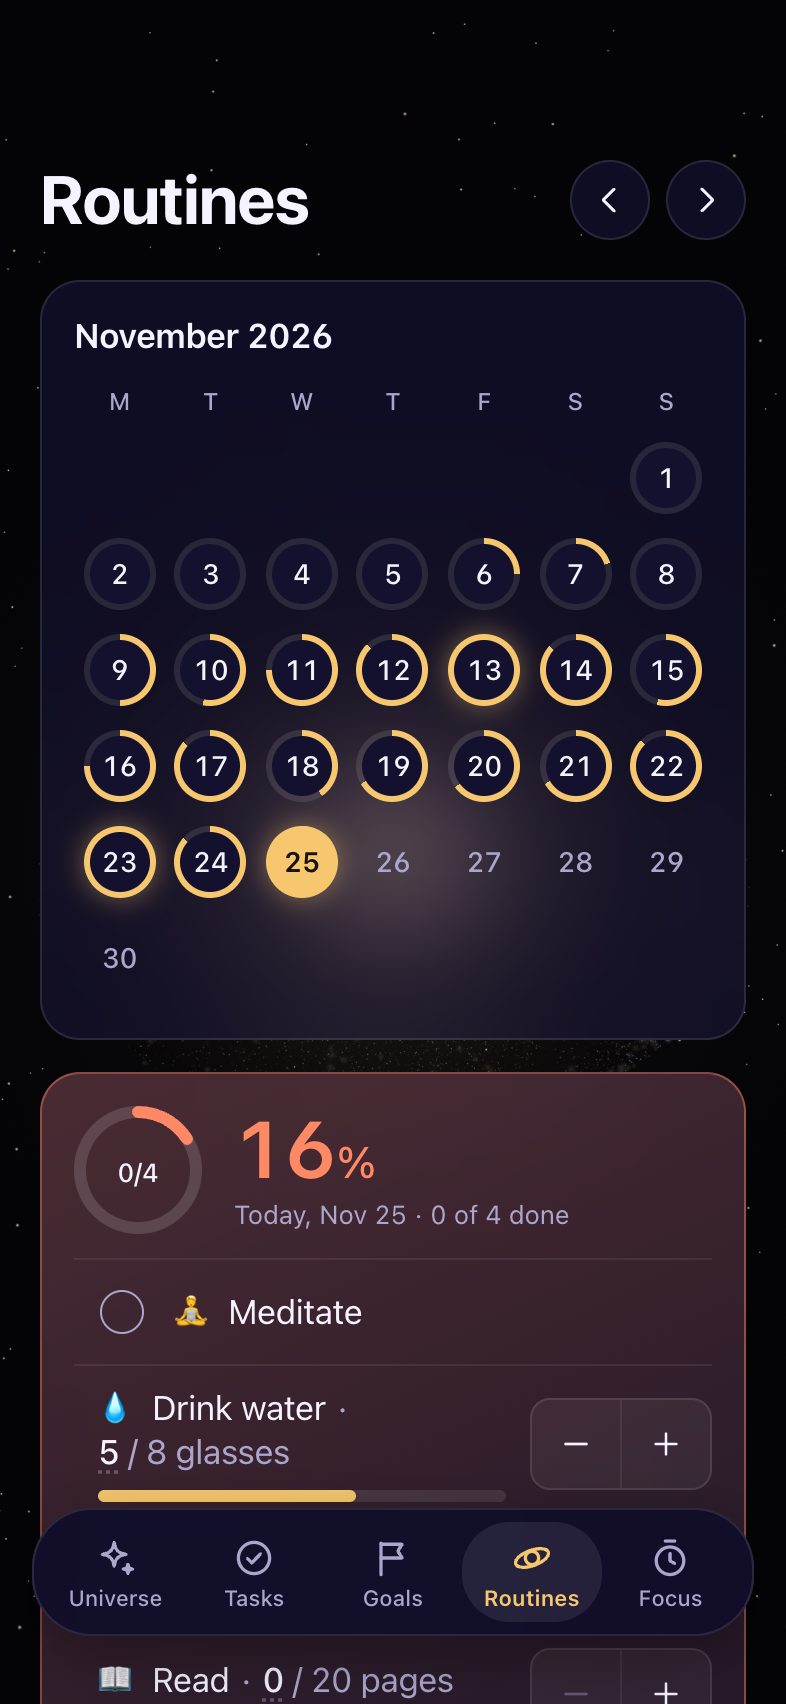 Routines
November 2026
M T W T F S S
1
2 3 4 5 6 7 8
9 10 11 12 13 14 15
16 17 18 19 20 21 22
23 24 25 26 27 28 29
30
0/4
16%
Today, Nov 25 · 0 of 4 done
Meditate
Drink water ·
5 / 8 glasses
Universe Tasks Goals Routines Focus
Read · 0 / 20 pages